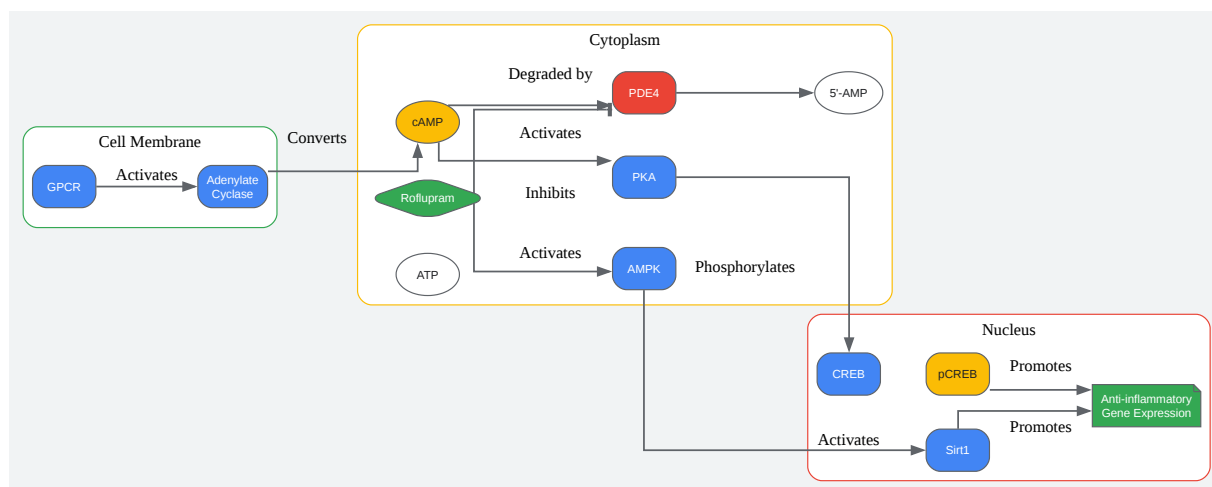 Cytoplasm
Degraded by
PDE4
5'-AMP
cAMP
Converts
Activates
Cell Membrane
Activates
GPCR
Adenylate
Cyclase
PKA
Roflupram
Inhibits
Activates
ATP
AMPK
Phosphorylates
Nucleus
Promotes
CREB
pCREB
Anti-inflammatory
Gene Expression
Promotes
Activates
Sirt1